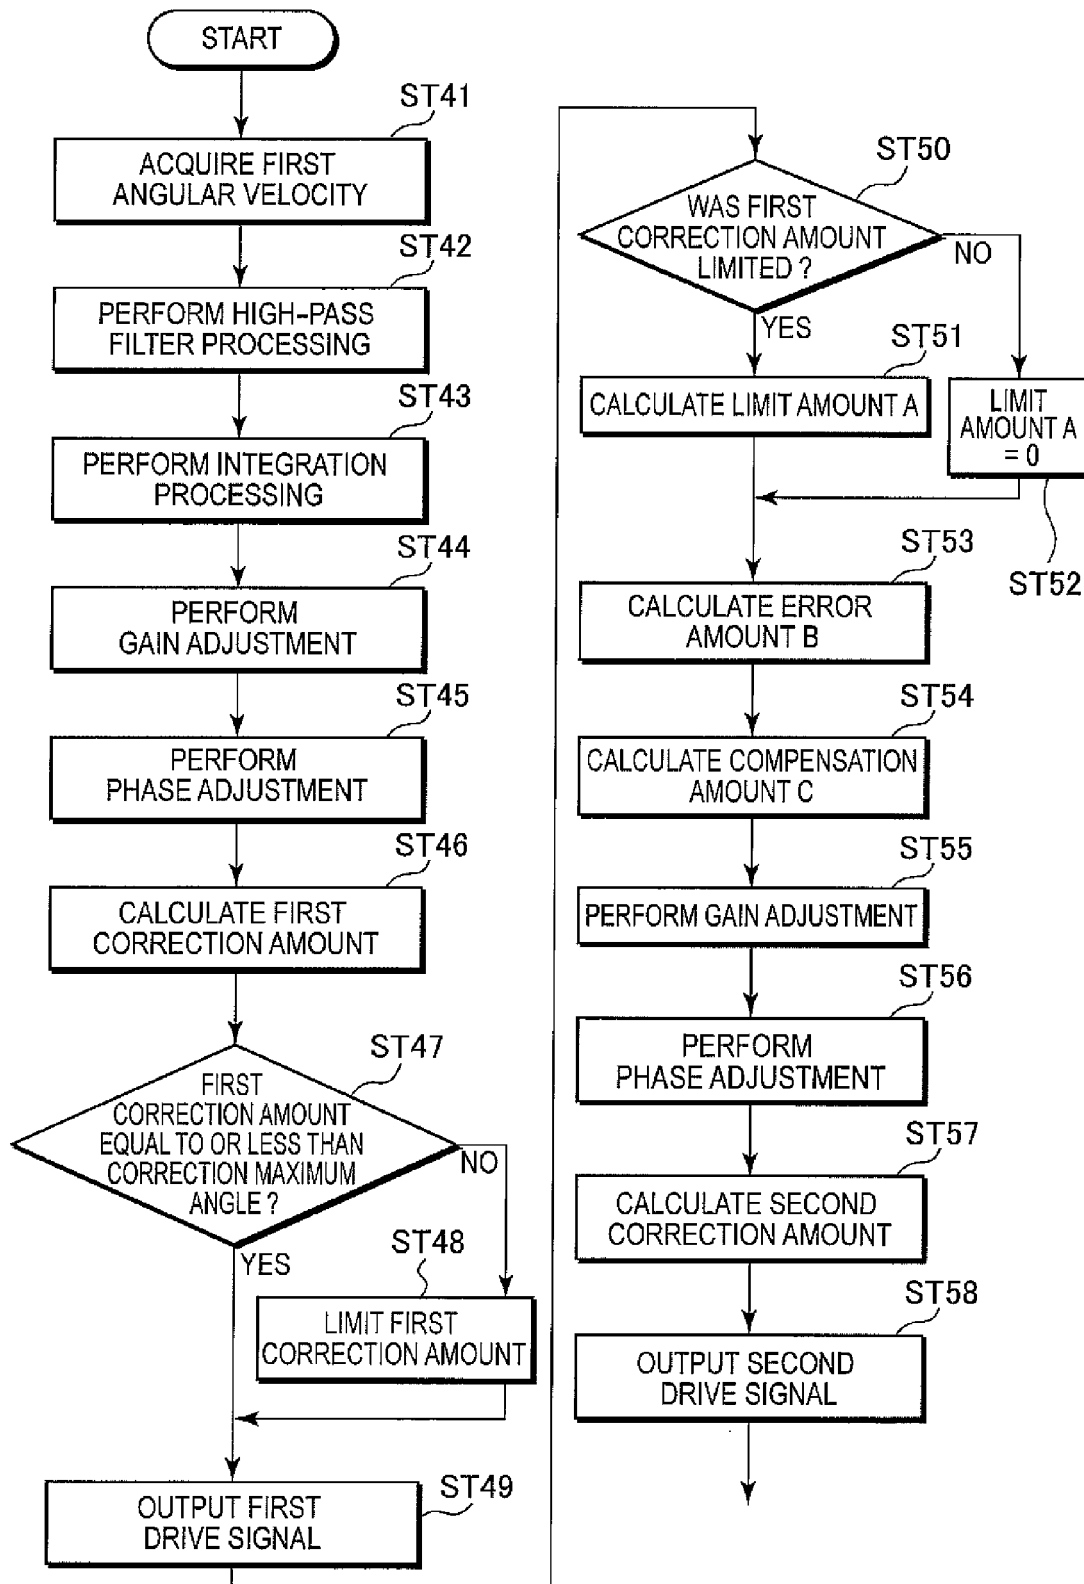 START
ST41
ACQUIRE FIRST
ANGULAR VELOCITY
ST42
PERFORM HIGH-PASS
FILTER PROCESSING
ST43
PERFORM INTEGRATION
PROCESSING
ST44
PERFORM
GAIN ADJUSTMENT
ST45
PERFORM
PHASE ADJUSTMENT
ST46
CALCULATE FIRST
CORRECTION AMOUNT
ST47
FIRST
CORRECTION AMOUNT
EQUAL TO OR LESS THAN
CORRECTION MAXIMUM
ANGLE ?
NO
YES
ST48
LIMIT FIRST
CORRECTION AMOUNT
ST49
OUTPUT FIRST
DRIVE SIGNAL
ST50
WAS FIRST
CORRECTION AMOUNT
LIMITED ?
NO
YES
ST51
CALCULATE LIMIT AMOUNT A
LIMIT
AMOUNT A
= 0
ST52
ST53
CALCULATE ERROR
AMOUNT B
ST54
CALCULATE COMPENSATION
AMOUNT C
ST55
PERFORM GAIN ADJUSTMENT
ST56
PERFORM
PHASE ADJUSTMENT
ST57
CALCULATE SECOND
CORRECTION AMOUNT
ST58
OUTPUT SECOND
DRIVE SIGNAL